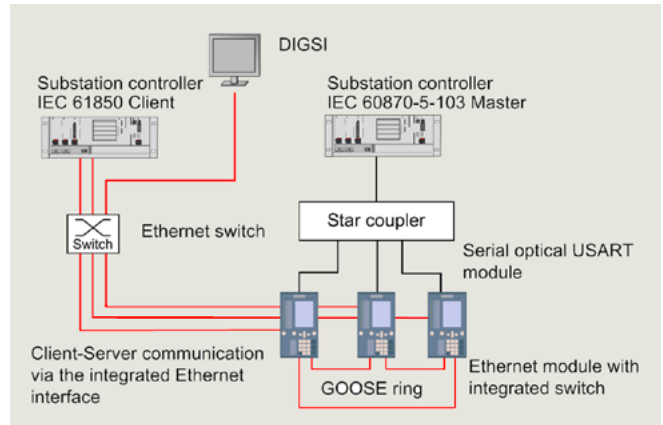 DIGSI
Substation controller
IEC 61850 Client
Substation controller
IEC 60870-5-103 Master
Switch
Ethernet switch
Star coupler
Serial optical USART
module
Client-Server communication
via the integrated Ethernet
interface
GOOSE ring
Ethernet module with
integrated switch